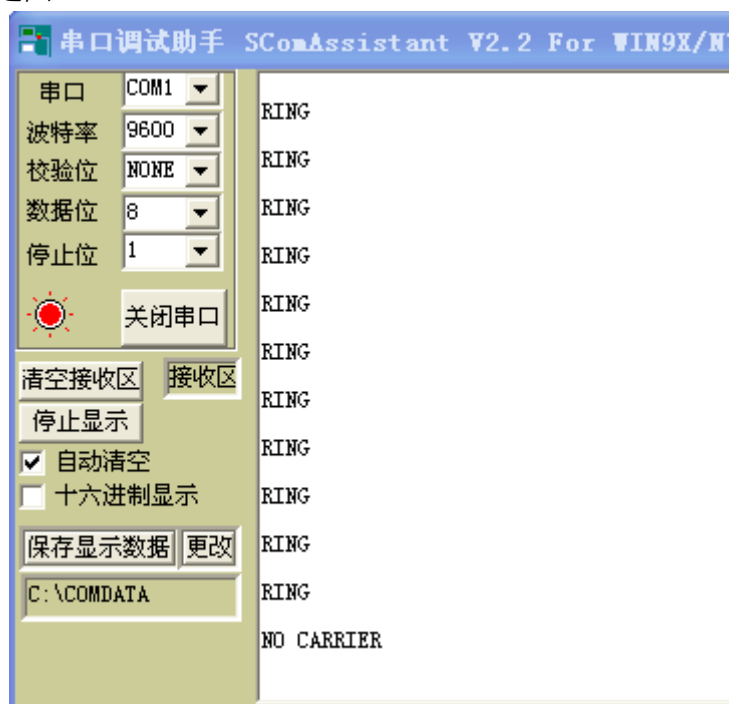 串口调试助手 SComAssistant V2.2 For WIN9X/N
串口 COM1
波特率 9600
校验位 NONE
数据位 8
停止位 1
关闭串口
清空接收区 接收区
停止显示
自动清空
十六进制显示
保存显示数据 更改
C:\COMDATA
RING
RING
RING
RING
RING
RING
RING
RING
RING
RING
RING
NO CARRIER